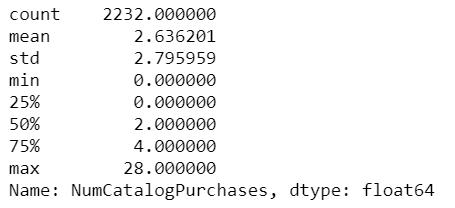 count    2232.000000
mean        2.636201
std         2.795959
min         0.000000
25%         0.000000
50%         2.000000
75%         4.000000
max        28.000000
Name: NumCatalogPurchases, dtype: float64